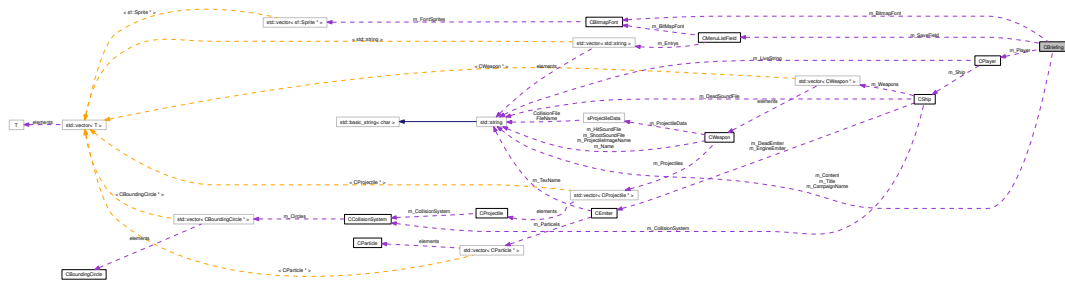 < sf::Sprite * >
std::vector< sf::Sprite * >
m_FontSprites
CBitmapFont
m_BitmapFont
m_BitMapFont
CMenuListField
m_SaveField
CBriefing
< std::string >
std::vector< std::string >
m_Entrys
CPlayer
m_Player
m_LiveString
elements
< CWeapon * >
std::vector< CWeapon * >
m_Weapons
m_Ship
CShip
m_DeadSoundFile
elements
T
elements
std::vector< T >
std::basic_string< char >
std::string
CollisionFile
FileName
sProjectileData
m_ProjectileData
CWeapon
m_HitSoundFile
m_ShootSoundFile
m_ProjectileImageName
m_Name
m_DeadEmitter
m_EngineEmitter
m_Projectiles
m_TexName
m_Content
m_Title
m_CampaignName
< CProjectile * >
std::vector< CProjectile * >
< CBoundingCircle * >
std::vector< CBoundingCircle * >
m_Circles
CCollisionSystem
m_CollisionSystem
CProjectile
elements
CEmitter
m_Particels
m_CollisionSystem
elements
CParticle
elements
std::vector< CParticle * >
CBoundingCircle
< CParticle * >